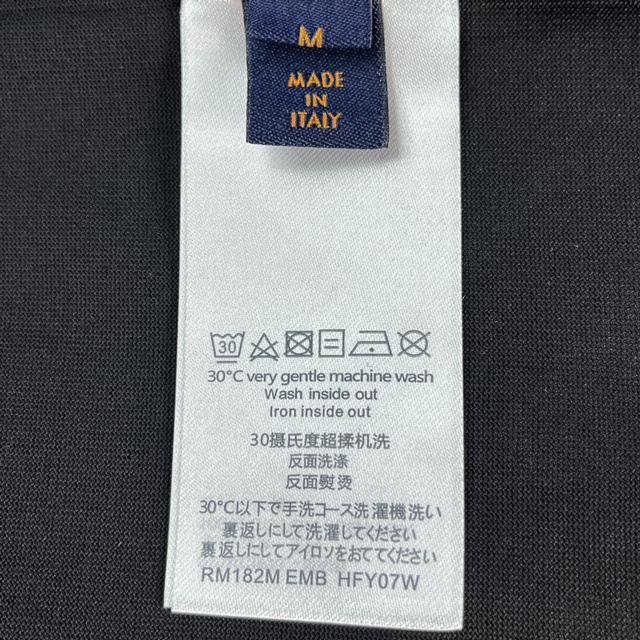 M
MADE
IN
ITALY
30
30°C very gentle machine wash
Wash inside out
Iron inside out
30摄氏度超揉机洗
反面洗涤
反面熨烫
30℃以下で手洗コース洗濯機洗い
裏返しにして洗濯してください
裏返しにしてアイロソをおててください
RM182M EMB HFY07W